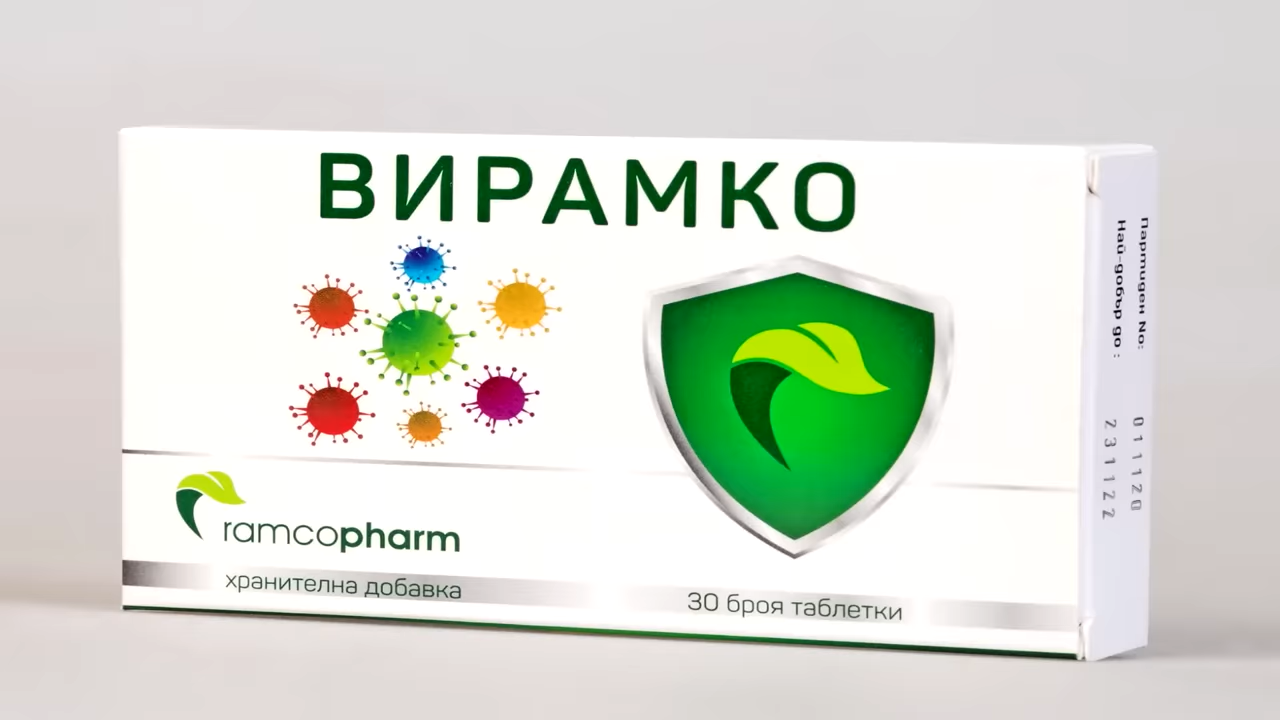 ВИРАМКО
ramcopharm
хранителна добавка
30 броя таблетки
Партиден No:
011120
Най-добър до :
231122